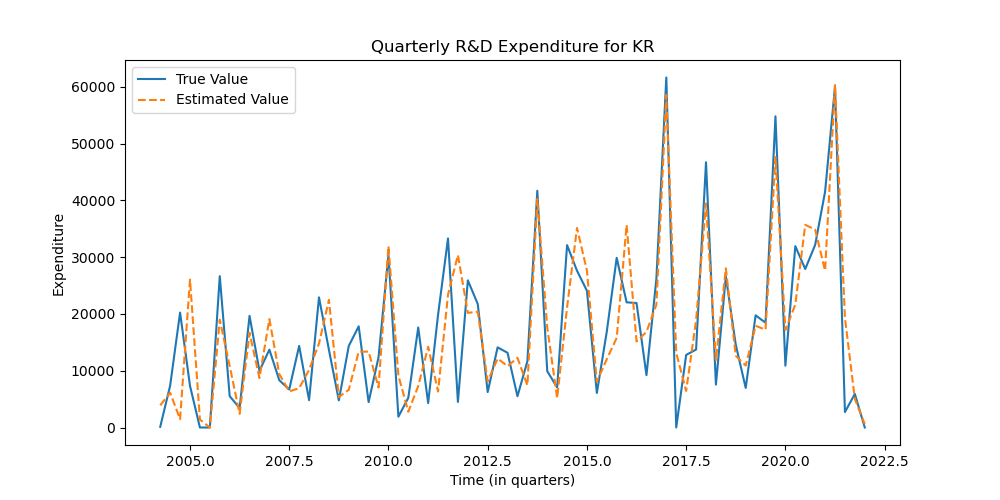 Quarterly R&D Expenditure for KR
True Value
Estimated Value
60000
50000
40000
30000
20000
10000
0
Expenditure
2005.0 2007.5 2010.0 2012.5 2015.0 2017.5 2020.0 2022.5
Time (in quarters)